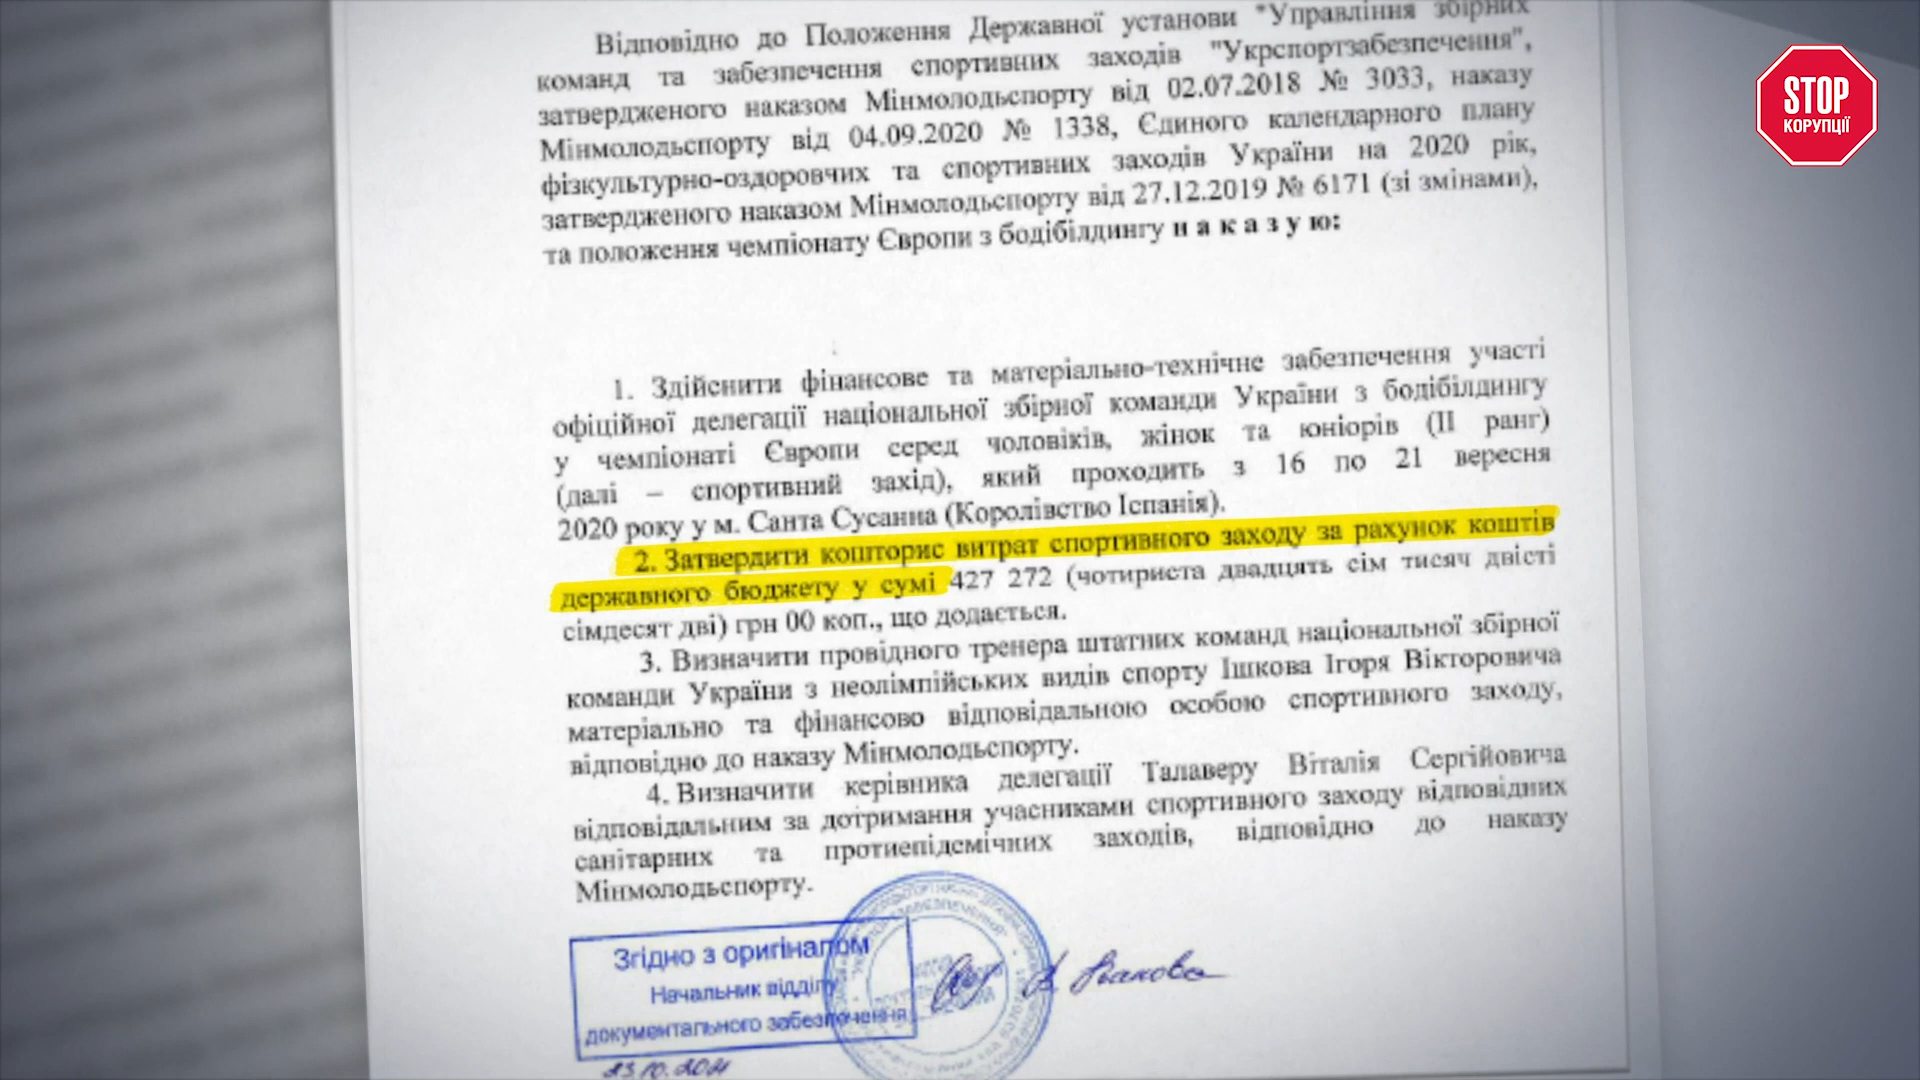 Відповідно до Положення Державної установи "Управління збірних
команд та забезпечення спортивних заходів "Укрспортзабезпечення",
затвердженого наказом Мінмолодьспорту від 02.07.2018 № 3033, наказу
Мінмолодьспорту від 04.09.2020 № 1338, Єдиного календарного плану
фізкультурно-оздоровчих та спортивних заходів України на 2020 рік,
затвердженого наказом Мінмолодьспорту від 27.12.2019 № 6171 (зі змінами),
та положення чемпіонату Європи з бодібілдингу н а к а з у ю:
1. Здійснити фінансове та матеріально-технічне забезпечення участі
офіційної делегації національної збірної команди України з бодібілдингу
у чемпіонаті Європи серед чоловіків, жінок та юніорів (II ранг)
(далі – спортивний захід), який проходить з 16 по 21 вересня
2020 року у м. Санта Сусанна (Королівство Іспанія).
2. Затвердити кошторис витрат спортивного заходу за рахунок коштів
державного бюджету у сумі 427 272 (чотириста двадцять сім тисяч двісті
сімдесят дві) грн 00 коп., що додається.
3. Визначити провідного тренера штатних команд національної збірної
команди України з неолімпійських видів спорту Ішкова Ігоря Вікторовича
матеріально та фінансово відповідальною особою спортивного заходу,
відповідно до наказу Мінмолодьспорту.
4. Визначити керівника делегації Талаверу Віталія Сергійовича
відповідальним за дотримання учасниками спортивного заходу відповідних
санітарних та протиепідемічних заходів, відповідно до наказу
Мінмолодьспорту.
Згідно з оригіналом
Начальник відділу
документального забезпечення
STOP
КОРУПЦІЇ